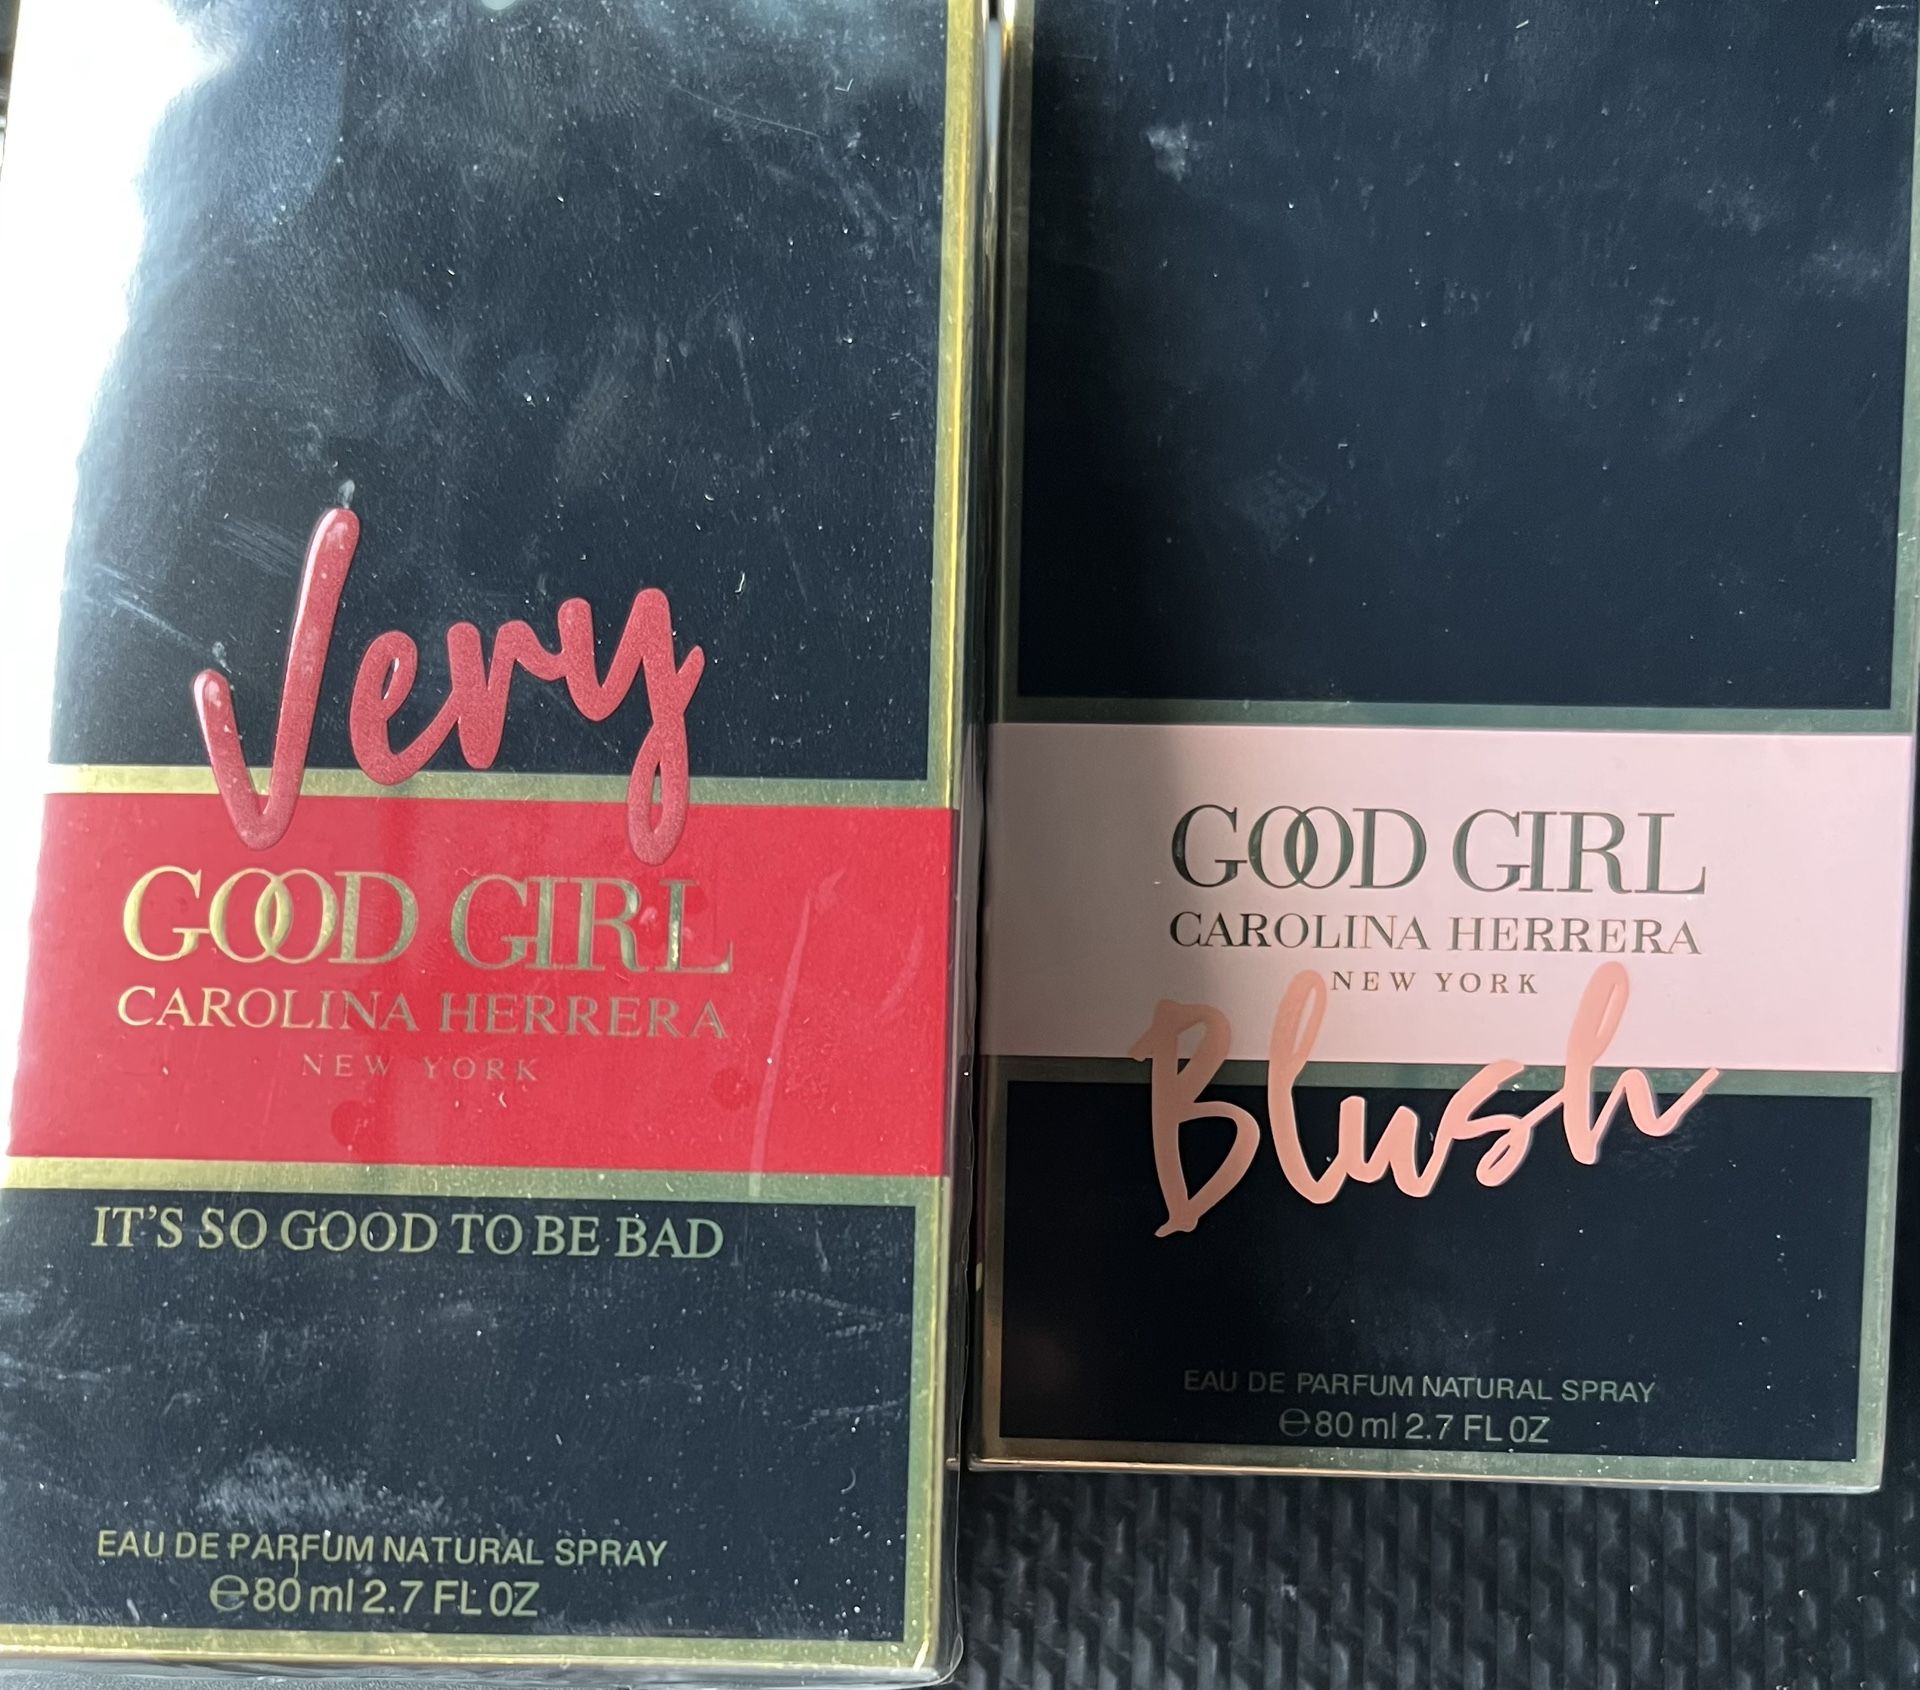 Very
GOOD GIRL
CAROLINA HERRERA
NEW YORK
IT'S SO GOOD TO BE BAD
EAU DE PARFUM NATURAL SPRAY
℮80 ml 2.7 FL OZ
GOOD GIRL
CAROLINA HERRERA
NEW YORK
Blush
EAU DE PARFUM NATURAL SPRAY
℮80 ml 2.7 FL OZ